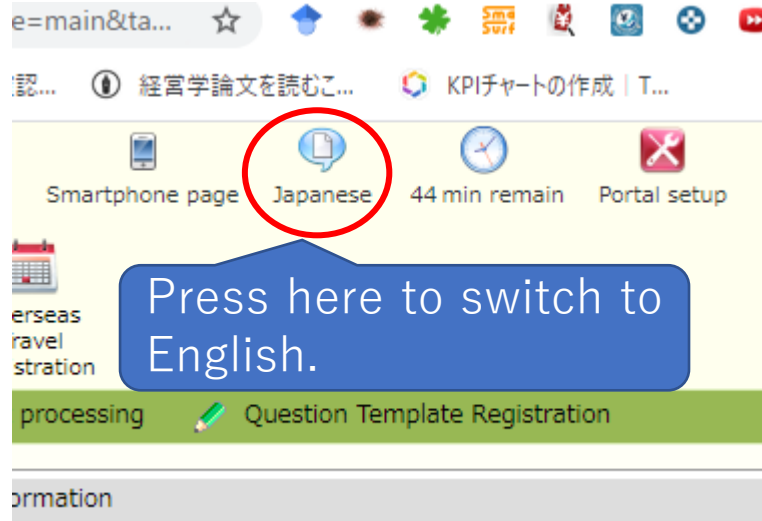 e=main&ta...
認... 経営学論文を読むこ... KPIチャートの作成 | T...
Smartphone page Japanese 44 min remain Portal setup
erseas
ravel
stration
Press here to switch to
English.
processing Question Template Registration
ormation